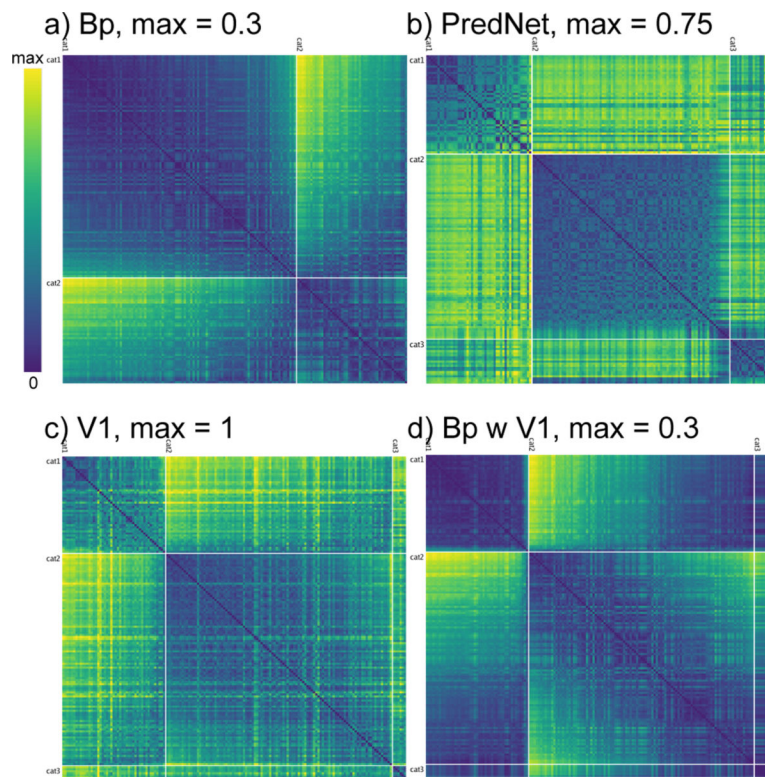 a) Bp, max = 0.3
b) PredNet, max = 0.75
max
0
cat1
cat2
cat1
cat2
cat1
cat2
cat3
cat1
cat2
cat3
c) V1, max = 1
d) Bp w V1, max = 0.3
cat1
cat2
cat3
cat1
cat2
cat3
cat1
cat2
cat3
cat1
cat2
cat3